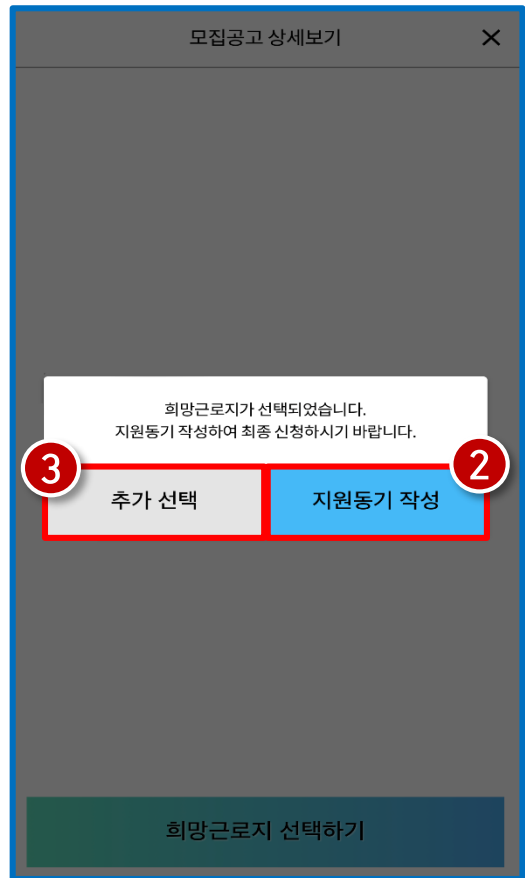 모집공고 상세보기 ×
희망근로지가 선택되었습니다.
지원동기 작성하여 최종 신청하시기 바랍니다.
3
2
추가 선택
지원동기 작성
희망근로지 선택하기